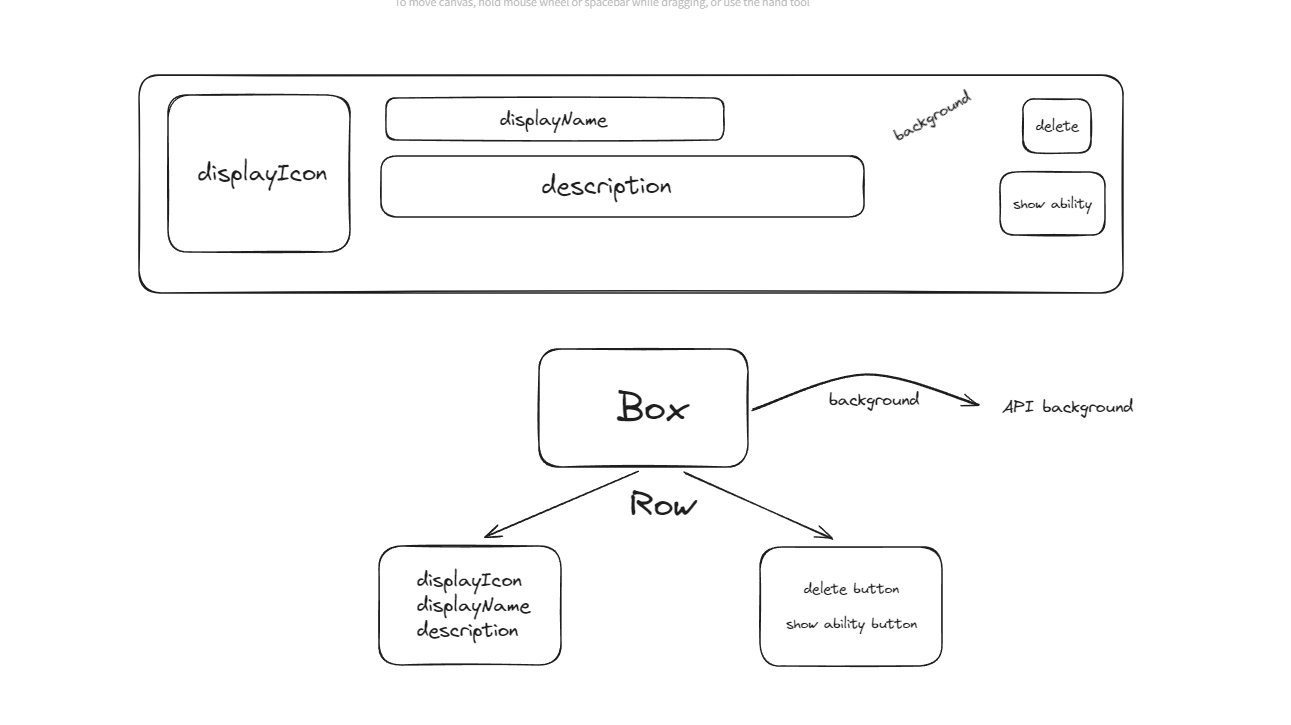 To move canvas, hold mouse wheel or spacebar while dragging, or use the hand tool
displayIcon
displayName
description
background
delete
show ability
Box
background
API background
Row
displayIcon
displayName
description
delete button
show ability button